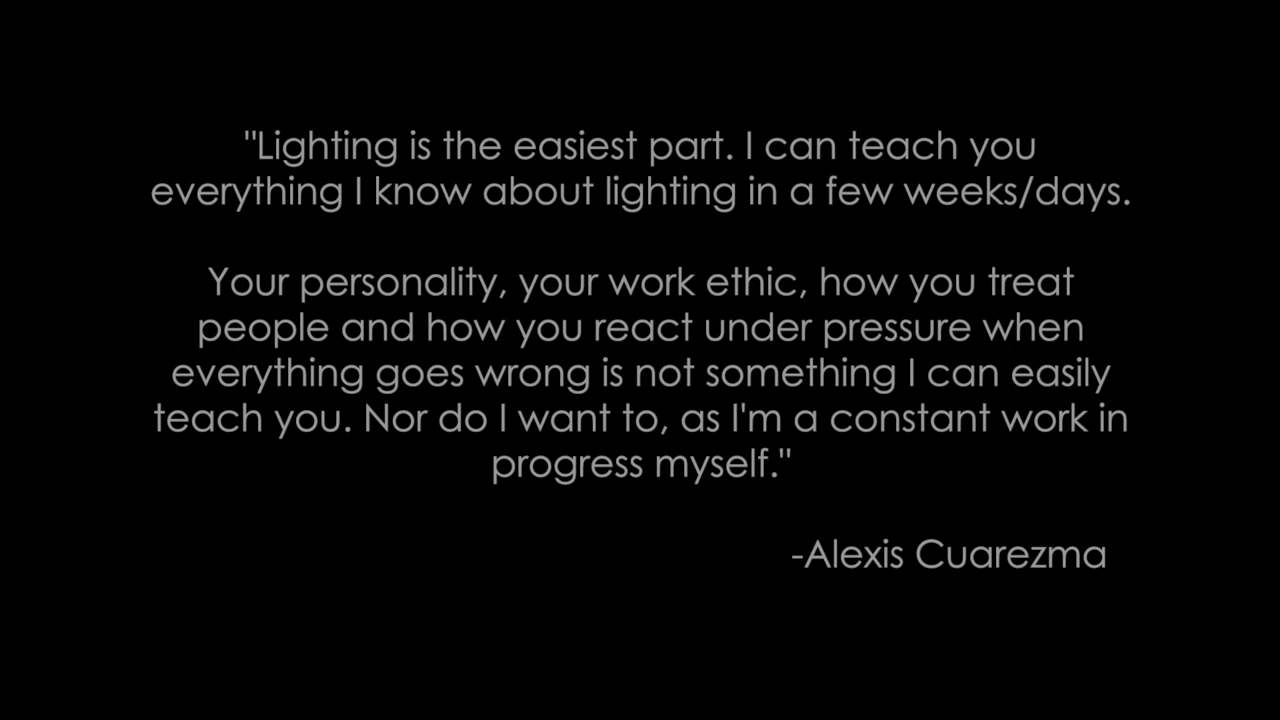 "Lighting is the easiest part. I can teach you
everything I know about lighting in a few weeks/days.
Your personality, your work ethic, how you treat
people and how you react under pressure when
everything goes wrong is not something I can easily
teach you. Nor do I want to, as I'm a constant work in
progress myself."
-Alexis Cuarezma